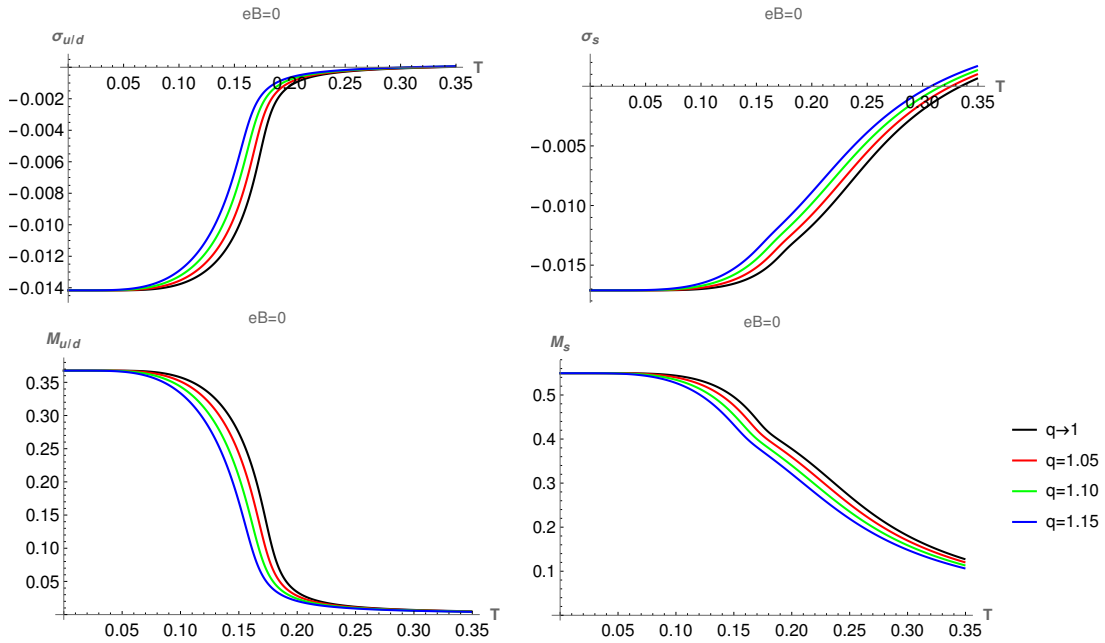 eB=0
σu/d
T
0.05 0.10 0.15 0.20 0.25 0.30 0.35
−0.002
−0.004
−0.006
−0.008
−0.010
−0.012
−0.014
eB=0
σs
T
0.05 0.10 0.15 0.20 0.25 0.30 0.35
−0.005
−0.010
−0.015
eB=0
Mu/d
0.35
0.30
0.25
0.20
0.15
0.10
0.05
T
0.05 0.10 0.15 0.20 0.25 0.30 0.35
eB=0
Ms
0.5
0.4
0.3
0.2
0.1
T
0.05 0.10 0.15 0.20 0.25 0.30 0.35
q→1
q=1.05
q=1.10
q=1.15